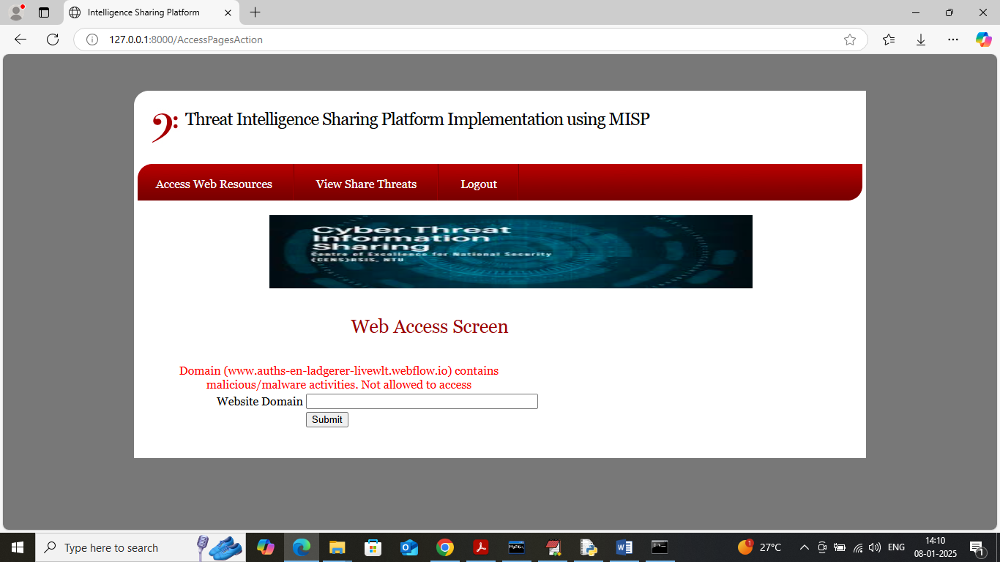 Intelligence Sharing Platform
127.0.0.1:8000/AccessPagesAction
Threat Intelligence Sharing Platform Implementation using MISP
Access Web Resources
View Share Threats
Logout
Cyber Threat
Information
Sharing
Centre of Excellence for National Security
(CENS)RSIS, NTU
Web Access Screen
Domain (www.auths-en-ladgerer-livewlt.webflow.io) contains
malicious/malware activities. Not allowed to access
Website Domain
Submit
Type here to search
1
27°C
ENG
14:10
08-01-2025
1